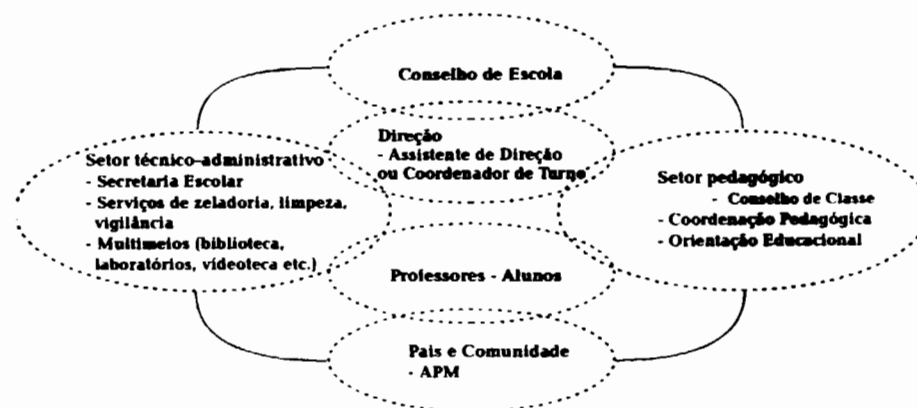 Conselho de Escola
Direção
- Assistente de Direção
ou Coordenador de Turno
Setor técnico-administrativo
- Secretaria Escolar
- Serviços de zeladoria, limpeza,
vigilância
- Multimeios (biblioteca,
laboratórios, vídeoteca etc.)
Setor pedagógico
- Conselho de Classe
- Coordenação Pedagógica
- Orientação Educacional
Professores - Alunos
Pais e Comunidade
- APM